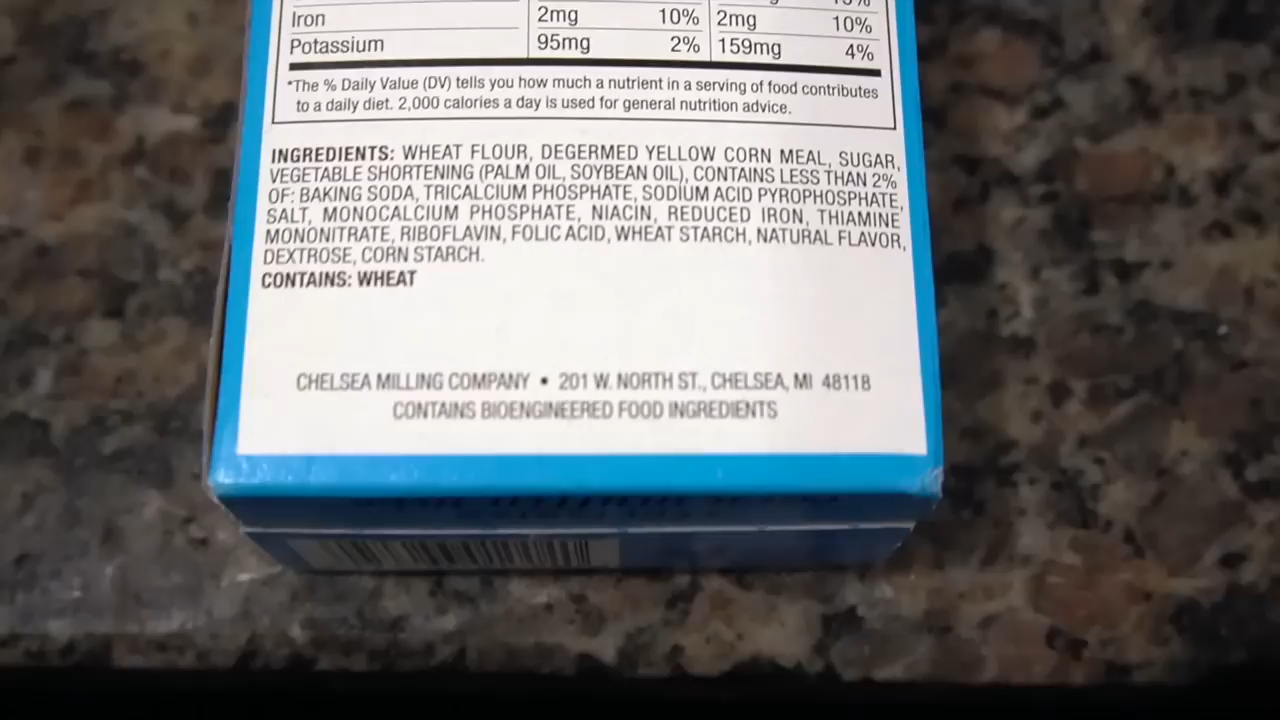 Iron 2mg 10% 2mg 10%
Potassium 95mg 2% 159mg 4%
*The % Daily Value (DV) tells you how much a nutrient in a serving of food contributes
to a daily diet. 2,000 calories a day is used for general nutrition advice.
INGREDIENTS: WHEAT FLOUR, DEGERMED YELLOW CORN MEAL, SUGAR,
VEGETABLE SHORTENING (PALM OIL, SOYBEAN OIL), CONTAINS LESS THAN 2%
OF: BAKING SODA, TRICALCIUM PHOSPHATE, SODIUM ACID PYROPHOSPHATE,
SALT, MONOCALCIUM PHOSPHATE, NIACIN, REDUCED IRON, THIAMINE
MONONITRATE, RIBOFLAVIN, FOLIC ACID, WHEAT STARCH, NATURAL FLAVOR,
DEXTROSE, CORN STARCH.
CONTAINS: WHEAT
CHELSEA MILLING COMPANY • 201 W. NORTH ST., CHELSEA, MI 48118
CONTAINS BIOENGINEERED FOOD INGREDIENTS